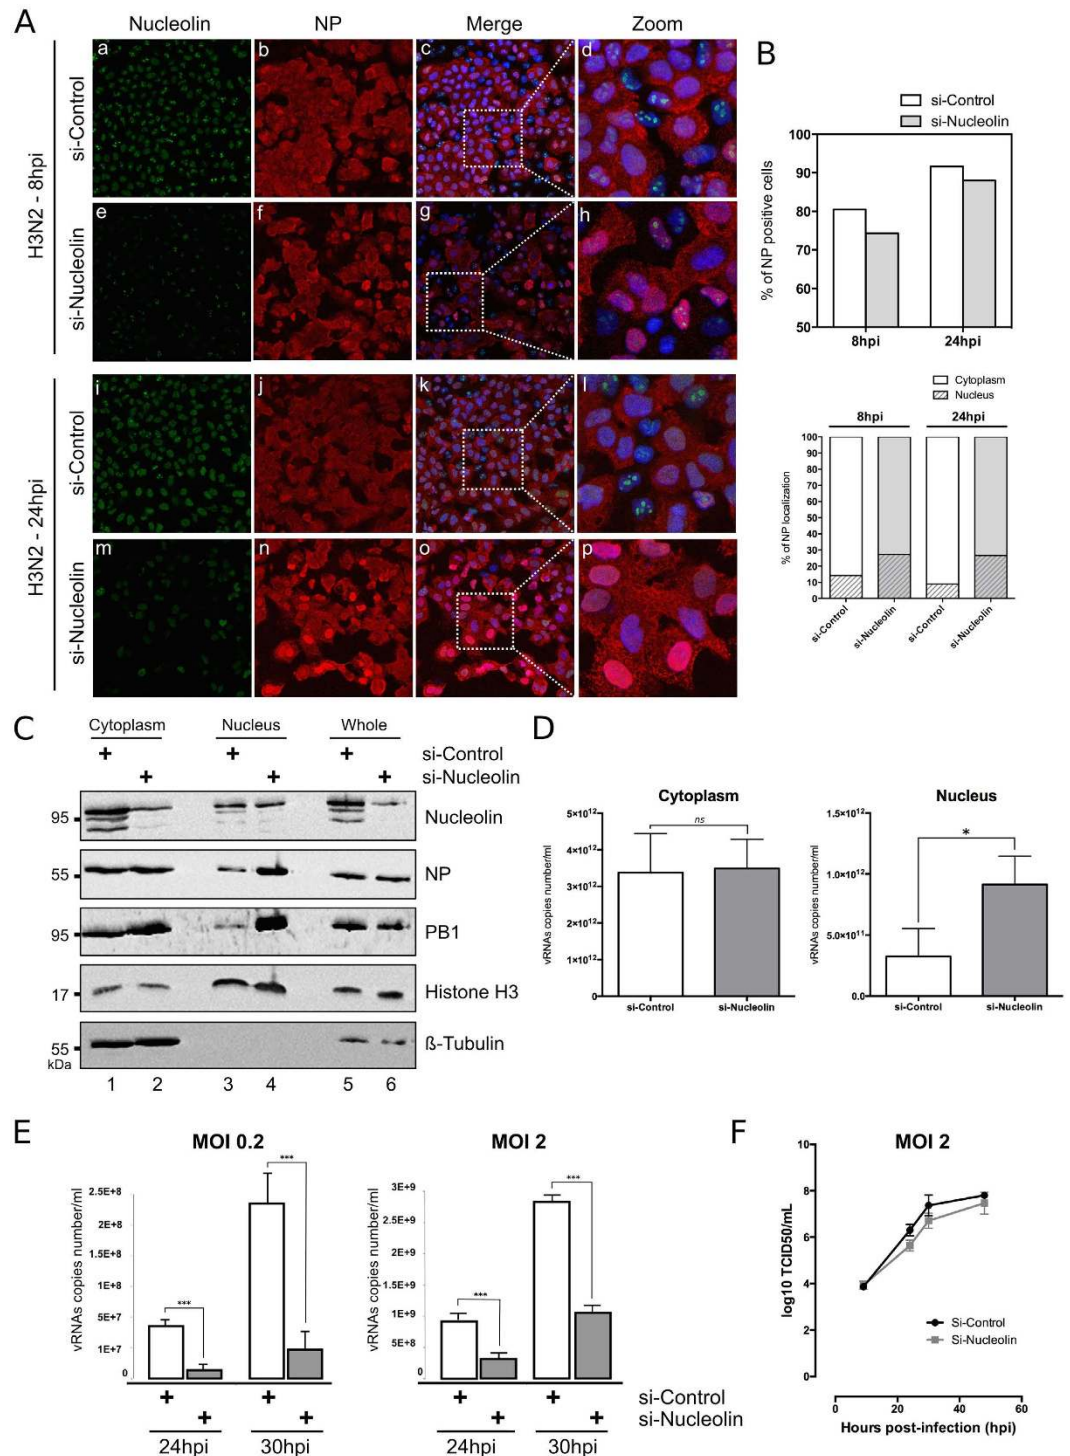 A
Nucleolin NP Merge Zoom
H3N2 - 8hpi
si-Control
a b c d
si-Nucleolin
e f g h
H3N2 - 24hpi
si-Control
i j k l
si-Nucleolin
m n o p
B
si-Control
si-Nucleolin
% of NP positive cells
100
90
80
70
60
50
8hpi 24hpi
Cytoplasm
Nucleus
8hpi 24hpi
% of NP localization
100
90
80
70
60
50
40
30
20
10
0
si-Control si-Nucleolin si-Control si-Nucleolin
C
Cytoplasm Nucleus Whole
+ + + si-Control
+ + + si-Nucleolin
95 Nucleolin
55 NP
95 PB1
17 Histone H3
55 ß-Tubulin
kDa
1 2 3 4 5 6
D
Cytoplasm
vRNAs copies number/ml
5×10¹²
4×10¹²
3×10¹²
2×10¹²
1×10¹²
0
ns
si-Control si-Nucleolin
Nucleus
vRNAs copies number/ml
1.5×10¹²
1.0×10¹²
5.0×10¹¹
0.0
*
si-Control si-Nucleolin
E
MOI 0.2
vRNAs copies number/ml
2.5E+8
2E+8
1E+8
5E+7
1E+7
0
*** ***
+ +
+ +
24hpi 30hpi
MOI 2
vRNAs copies number/ml
3E+9
2E+9
2E+9
1E+9
1E+9
5E+8
0
*** ***
+ + si-Control
+ + si-Nucleolin
24hpi 30hpi
F
MOI 2
log10 TCID50/mL
10
8
6
4
2
0
Si-Control
Si-Nucleolin
0 20 40 60
Hours post-infection (hpi)